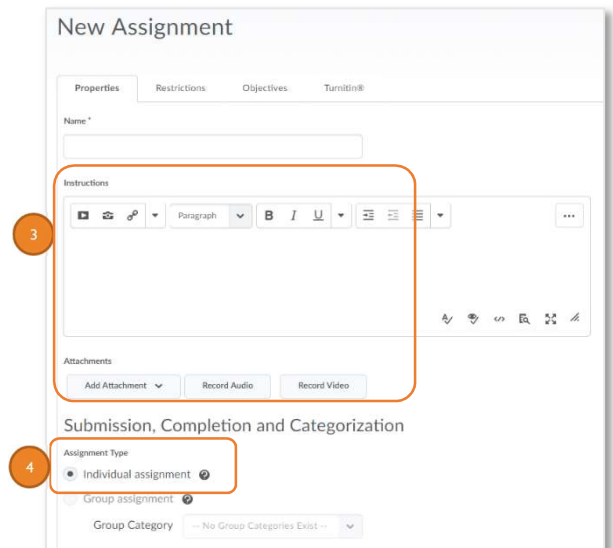 New Assignment
Properties Restrictions Objectives Turnitin®
Name *
Instructions
3
Paragraph B I U
Attachments
Add Attachment Record Audio Record Video
Submission, Completion and Categorization
Assignment Type
4
Individual assignment
Group assignment
Group Category -- No Group Categories Exist --